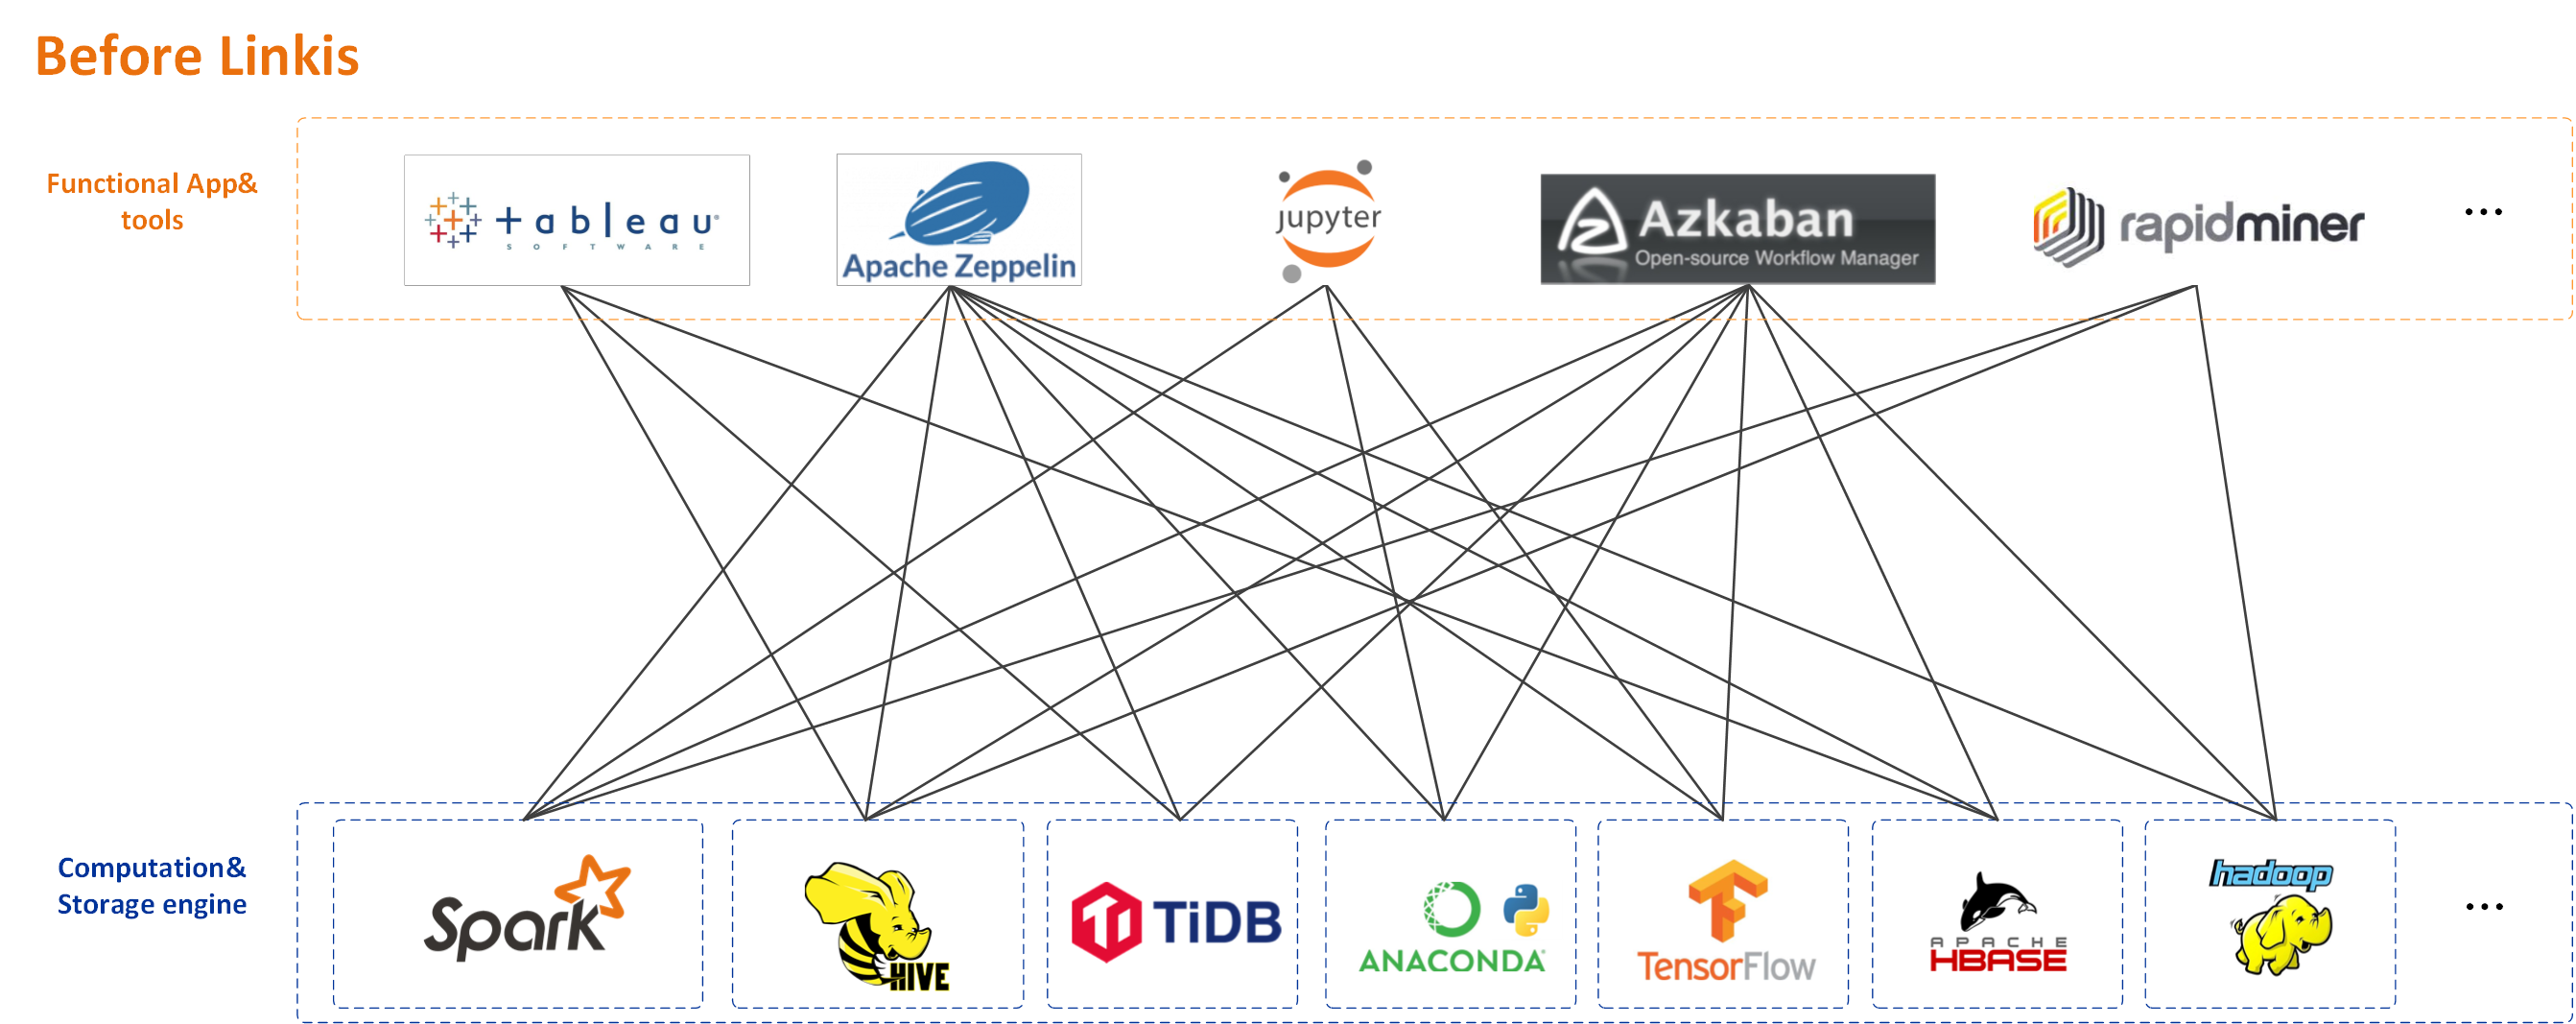 Before Linkis
Functional App&
tools
+ableau
SOFTWARE
Apache Zeppelin
jupyter
Azkaban
Open-source Workflow Manager
rapidminer
...
Computation&
Storage engine
Spark
HIVE
TiDB
ANACONDA
TensorFlow
APACHE
HBASE
hadoop
...